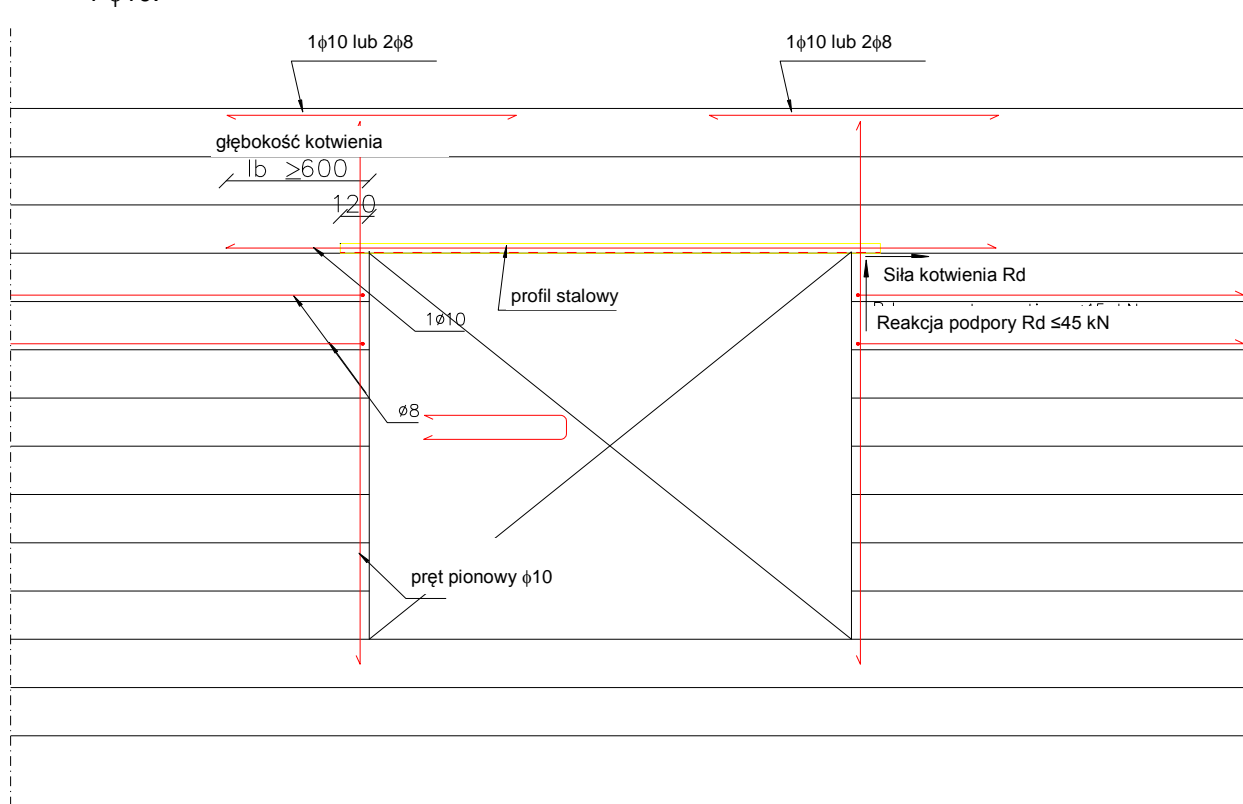 1ϕ10 lub 2ϕ8
1ϕ10 lub 2ϕ8
głębokość kotwienia
lb ≥600
120
Siła kotwienia Rd
profil stalowy
1ø10
Reakcja podpory Rd ≤45 kN
ø8
pręt pionowy ϕ10